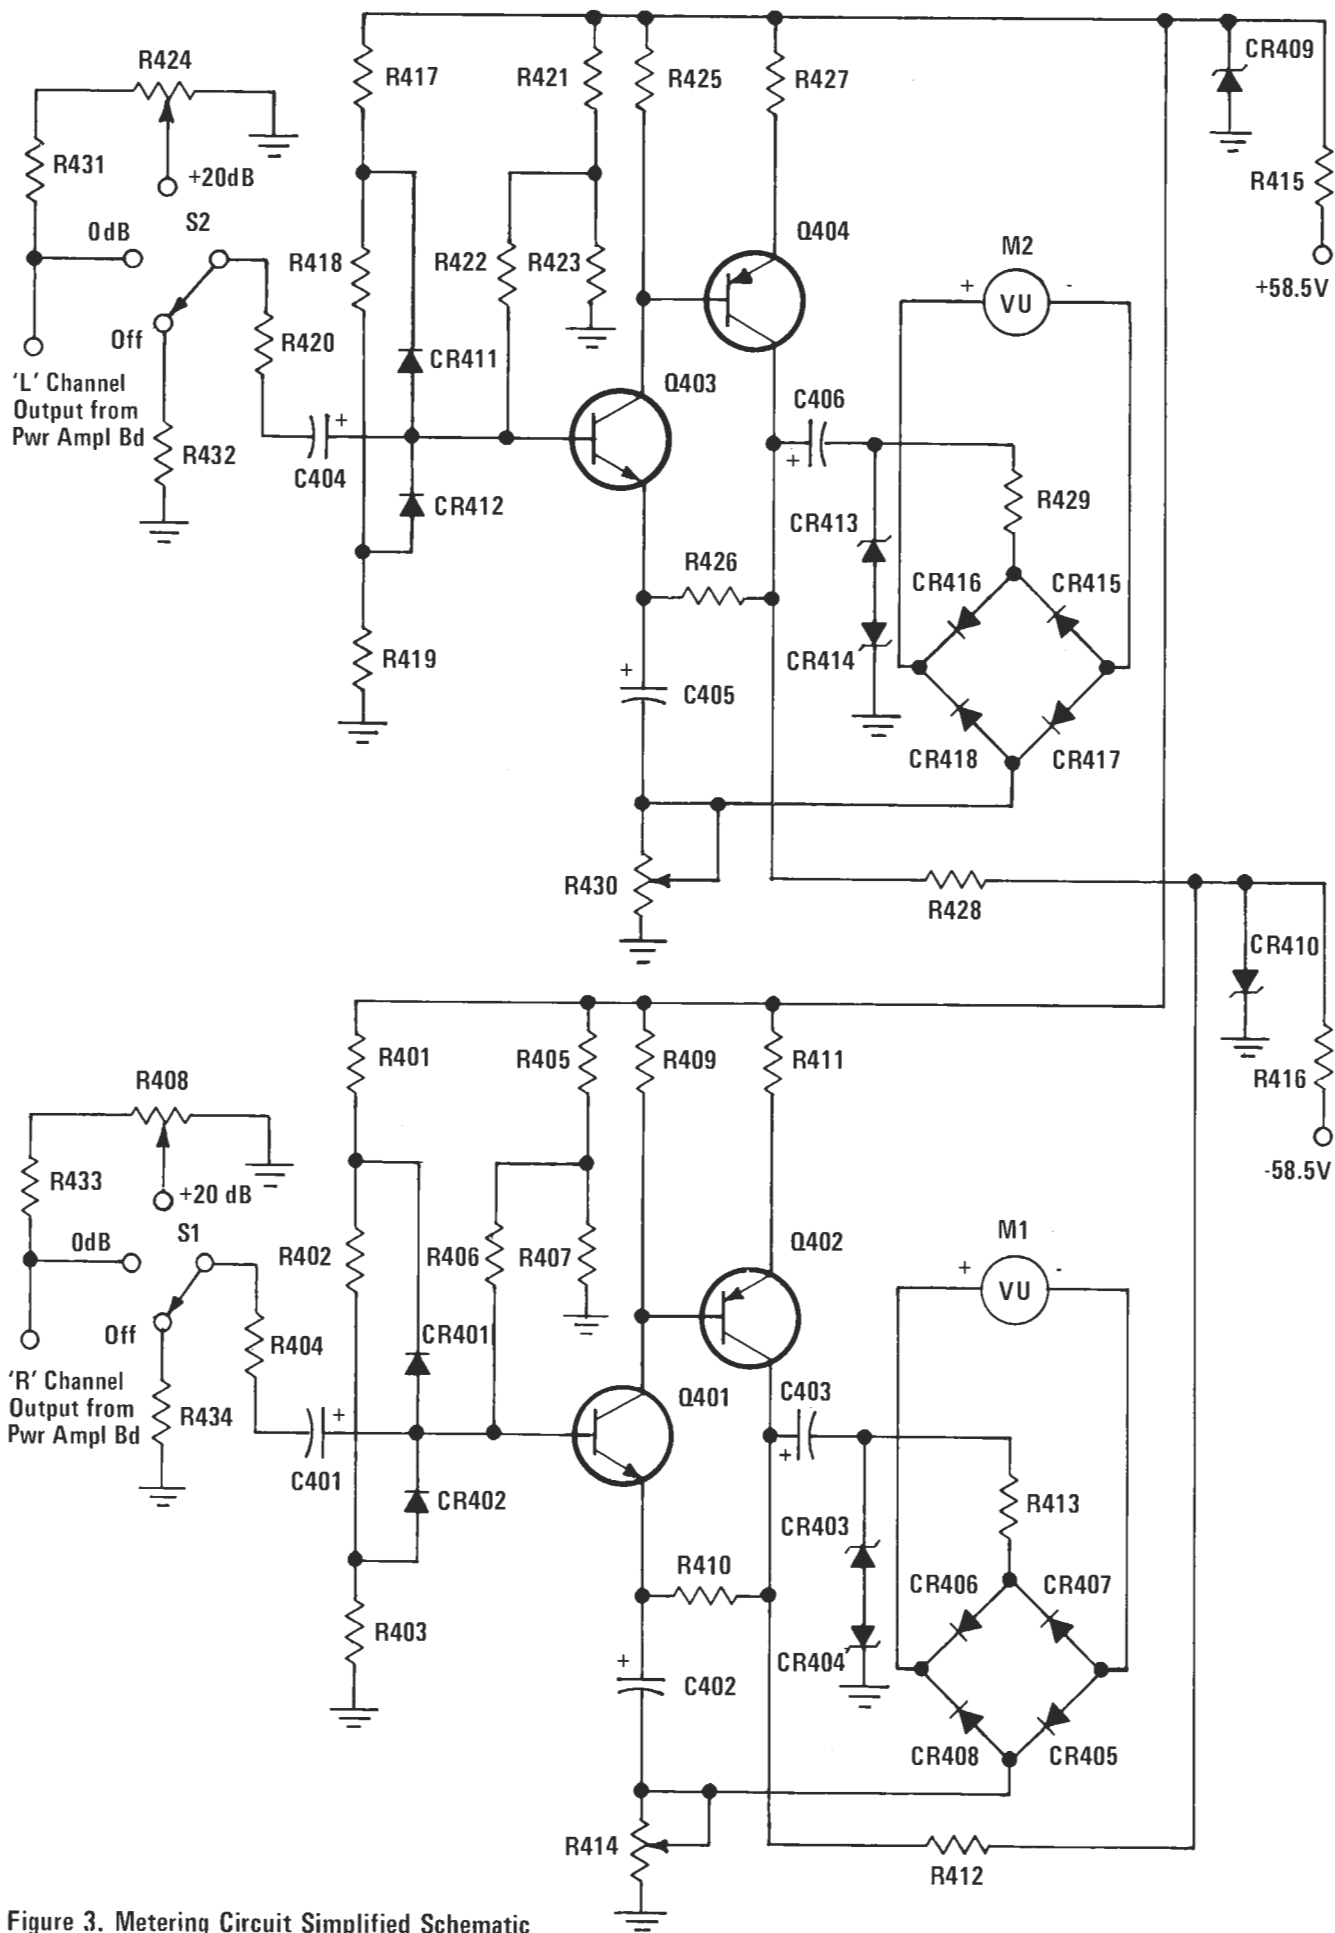 CR409
R424
R417
R421
R425
R427
R431
+20dB
R415
S2
0dB
Q404
M2
R418
R422
R423
+
VU
-
+58.5V
Off
R420
CR411
'L' Channel
Output from
Pwr Ampl Bd
Q403
C406
R432
+
C404
+
CR412
R429
CR413
R426
CR416
CR415
R419
CR414
+
C405
CR418
CR417
R430
R428
CR410
R401
R405
R409
R411
R408
R416
R433
+20 dB
-58.5V
S1
0dB
M1
R402
R406
R407
Q402
+
VU
-
Off
R404
CR401
'R' Channel
Output from
Pwr Ampl Bd
Q401
C403
R434
+
C401
+
CR402
R413
CR403
R410
CR406
CR407
R403
CR404
+
C402
CR408
CR405
R414
R412
Figure 3. Metering Circuit Simplified Schematic